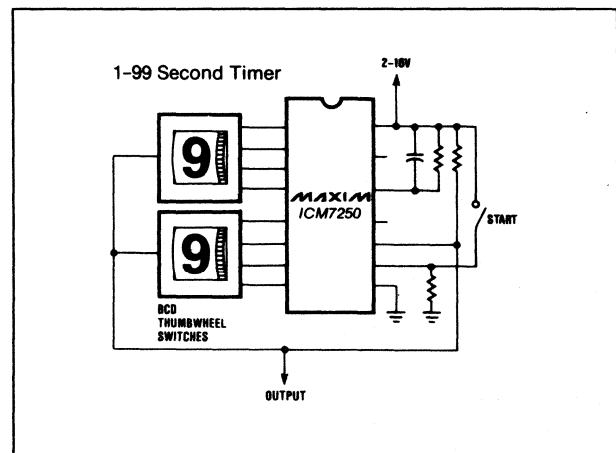 1-99 Second Timer
2-16V
9
MAXIM
ICM7250
START
9
BCD
THUMBWHEEL
SWITCHES
OUTPUT